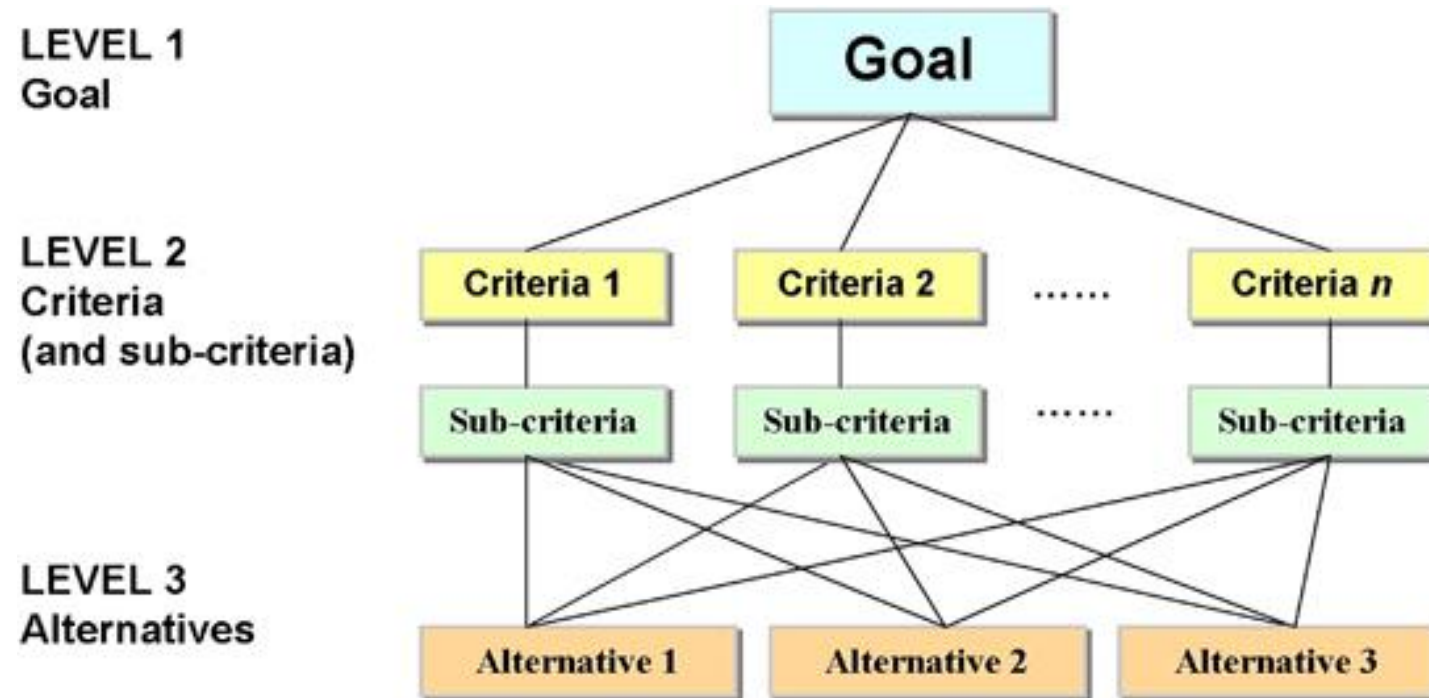 LEVEL 1
Goal
Goal
LEVEL 2
Criteria
(and sub-criteria)
Criteria 1
Criteria 2
......
Criteria n
Sub-criteria
Sub-criteria
......
Sub-criteria
LEVEL 3
Alternatives
Alternative 1
Alternative 2
Alternative 3